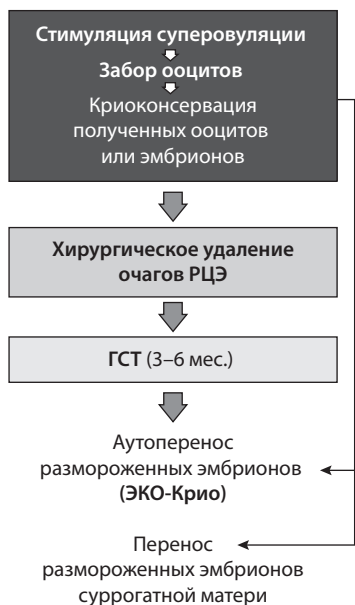 Стимуляция суперовуляции
Забор ооцитов
Криоконсервация
полученных ооцитов
или эмбрионов
Хирургическое удаление
очагов РЦЭ
ГСТ (3–6 мес.)
Аутоперенос
размороженных эмбрионов
(ЭКО-Крио)
Перенос
размороженных эмбрионов
суррогатной матери